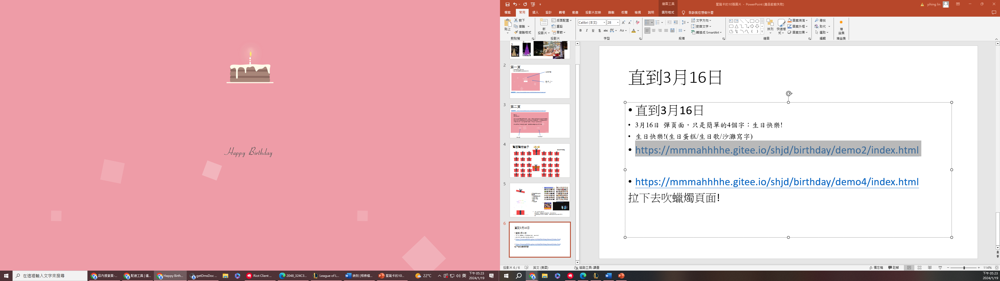 Happy Birthday
在這裡輸入文字來搜尋
店內搜索頁-...
配速工具 | 運...
Happy Birth...
getDmsDoc ...
Riot Client ...
2048_324C3...
League of L...
時刻 [相容模...
聖誕卡的10...
22°C
英
下午 05:23
2024/1/19
繪圖工具
聖誕卡的10張圖片 - PowerPoint (產品啟動失敗)
yihing lin
檔案 常用 插入 設計 轉場 動畫 投影片放映 錄製 校閱 檢視 說明 圖形格式 告訴我您想做什麼
貼上
剪下
複製
複製格式
剪貼簿
新
投影片
版面配置
重設
章節
投影片
Calibri (本文) 28
B I U S abc AV Aa A
字型
文字方向
對齊文字
轉換成 SmartArt
段落
排列
快速樣
式
圖案填滿
圖案外框
圖案效果
繪圖
尋找
取代
選取
編輯
增
益集
增益集
2
第一頁
3
第二頁
4
5
6
直到3月16日
• 直到3月16日
直到3月16日
• 直到3月16日
• 3月16日 彈頁面，只是簡單的4個字：生日快樂!
• 生日快樂!(生日蛋糕/生日歌/沙灘寫字)
• https://mmmahhhhe.gitee.io/shjd/birthday/demo2/index.html
• https://mmmahhhhe.gitee.io/shjd/birthday/demo4/index.html
拉下去吹蠟燭頁面!
投影片 6 / 6
英文 (美國)
協助工具: 調查
備忘稿
註解
114%
下午 05:23
2024/1/19